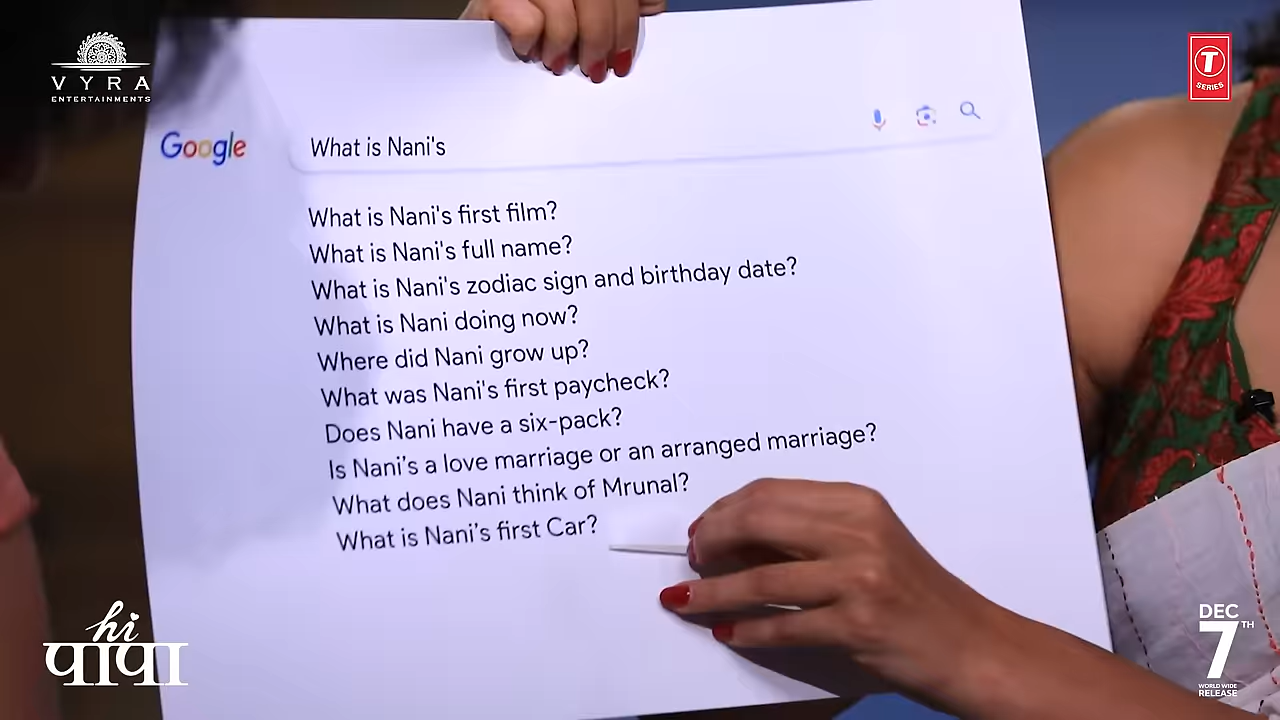 VYRA
ENTERTAINMENTS
T
SERIES
Google
What is Nani's
What is Nani's first film?
What is Nani's full name?
What is Nani's zodiac sign and birthday date?
What is Nani doing now?
Where did Nani grow up?
What was Nani's first paycheck?
Does Nani have a six-pack?
Is Nani's a love marriage or an arranged marriage?
What does Nani think of Mrunal?
What is Nani's first Car?
hi
पापा
DEC
7TH
WORLD WIDE
RELEASE